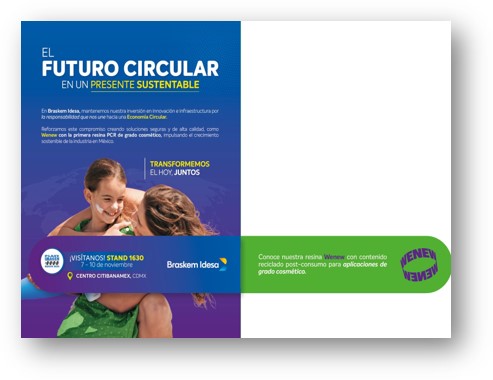 EL
FUTURO CIRCULAR
EN UN PRESENTE SUSTENTABLE
En Braskem Idesa, mantenemos nuestra inversión en innovación e infraestructura por
la responsabilidad que nos une hacia una Economía Circular.
Reforzamos este compromiso creando soluciones seguras y de alta calidad, como
Wenew con la primera resina PCR de grado cosmético, impulsando el crecimiento
sostenible de la industria en México.
TRANSFORMEMOS
EL HOY, JUNTOS
¡VISÍTANOS! STAND 1630
7 – 10 de noviembre
CENTRO CITIBANAMEX, CDMX
Braskem Idesa
Conoce nuestra resina Wenew con contenido
reciclado post-consumo para aplicaciones de
grado cosmético.
WENEW
WENEW